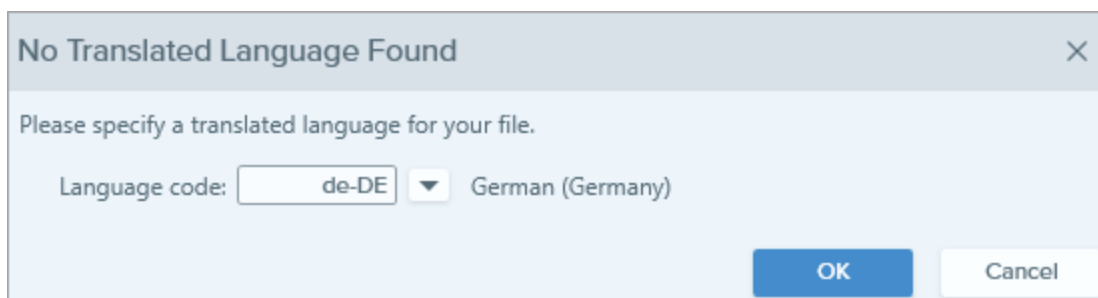 No Translated Language Found
Please specify a translated language for your file.
Language code: de-DE German (Germany)
OK Cancel